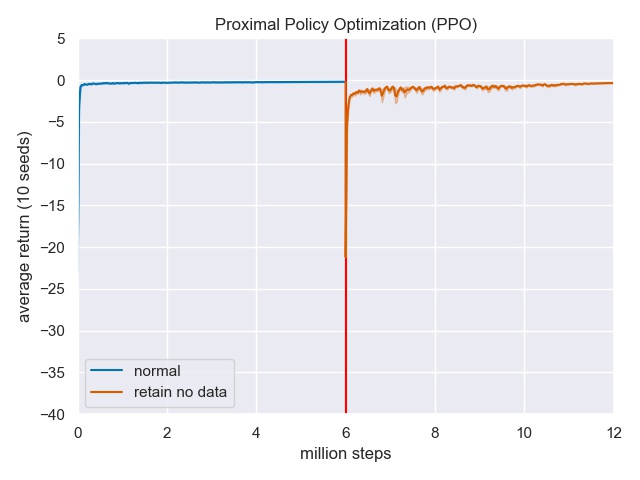 Proximal Policy Optimization (PPO)
average return (10 seeds)
5
0
−5
−10
−15
−20
−25
−30
−35
−40
normal
retain no data
0 2 4 6 8 10 12
million steps